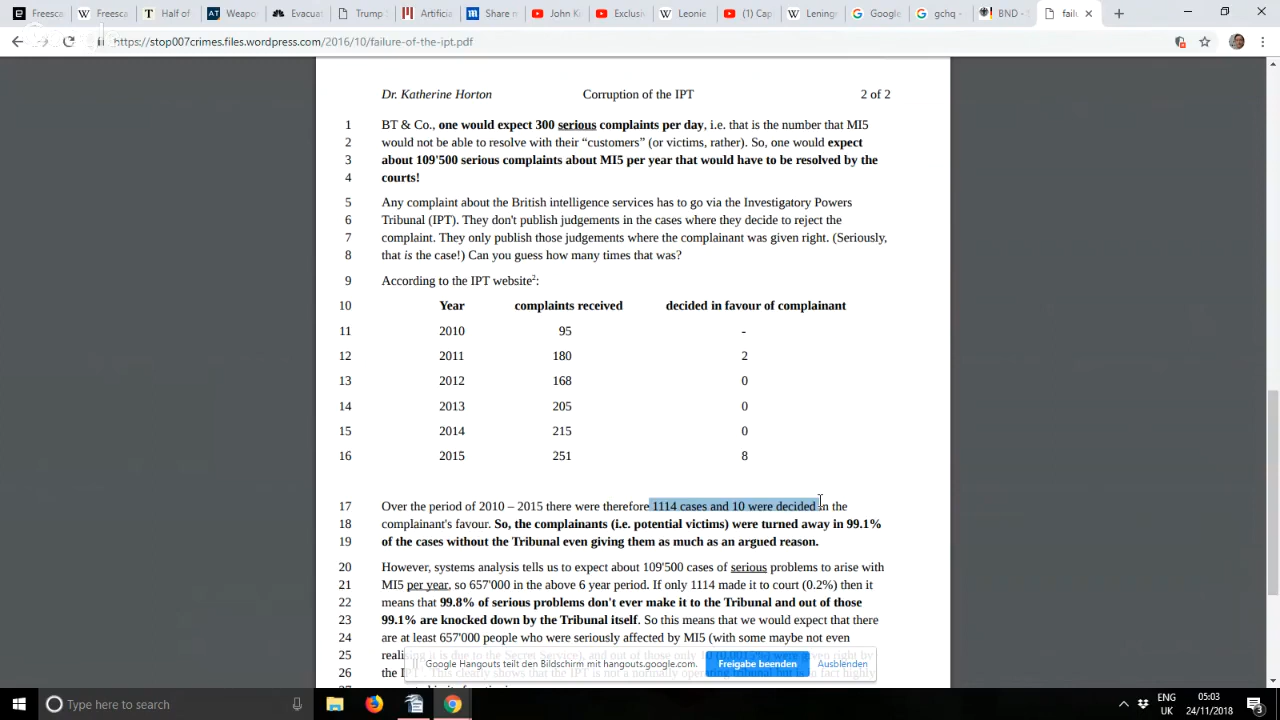 Freesca
Freesc
Half of
Weapo
Evacua
Trump
Artificia
Share n
John Ki
Exclusi
Leonie
(1) Cap
Lening
Google
gchq -
BND -
failu
https://stop007crimes.files.wordpress.com/2016/10/failure-of-the-ipt.pdf
Dr. Katherine Horton Corruption of the IPT 2 of 2
1 BT & Co., one would expect 300 serious complaints per day, i.e. that is the number that MI5
2 would not be able to resolve with their “customers” (or victims, rather). So, one would expect
3 about 109'500 serious complaints about MI5 per year that would have to be resolved by the
4 courts!
5 Any complaint about the British intelligence services has to go via the Investigatory Powers
6 Tribunal (IPT). They don't publish judgements in the cases where they decide to reject the
7 complaint. They only publish those judgements where the complainant was given right. (Seriously,
8 that is the case!) Can you guess how many times that was?
9 According to the IPT website2:
10 Year complaints received decided in favour of complainant
11 2010 95 -
12 2011 180 2
13 2012 168 0
14 2013 205 0
15 2014 215 0
16 2015 251 8
17 Over the period of 2010 – 2015 there were therefore 1114 cases and 10 were decided in the
18 complainant's favour. So, the complainants (i.e. potential victims) were turned away in 99.1%
19 of the cases without the Tribunal even giving them as much as an argued reason.
20 However, systems analysis tells us to expect about 109'500 cases of serious problems to arise with
21 MI5 per year, so 657'000 in the above 6 year period. If only 1114 made it to court (0.2%) then it
22 means that 99.8% of serious problems don't ever make it to the Tribunal and out of those
23 99.1% are knocked down by the Tribunal itself. So this means that we would expect that there
24 are at least 657'000 people who were seriously affected by MI5 (with some maybe not even
25
26 the
Google Hangouts teilt den Bildschirm mit hangouts.google.com. Freigabe beenden Ausblenden
Type here to search
ENG
UK
05:03
24/11/2018
3